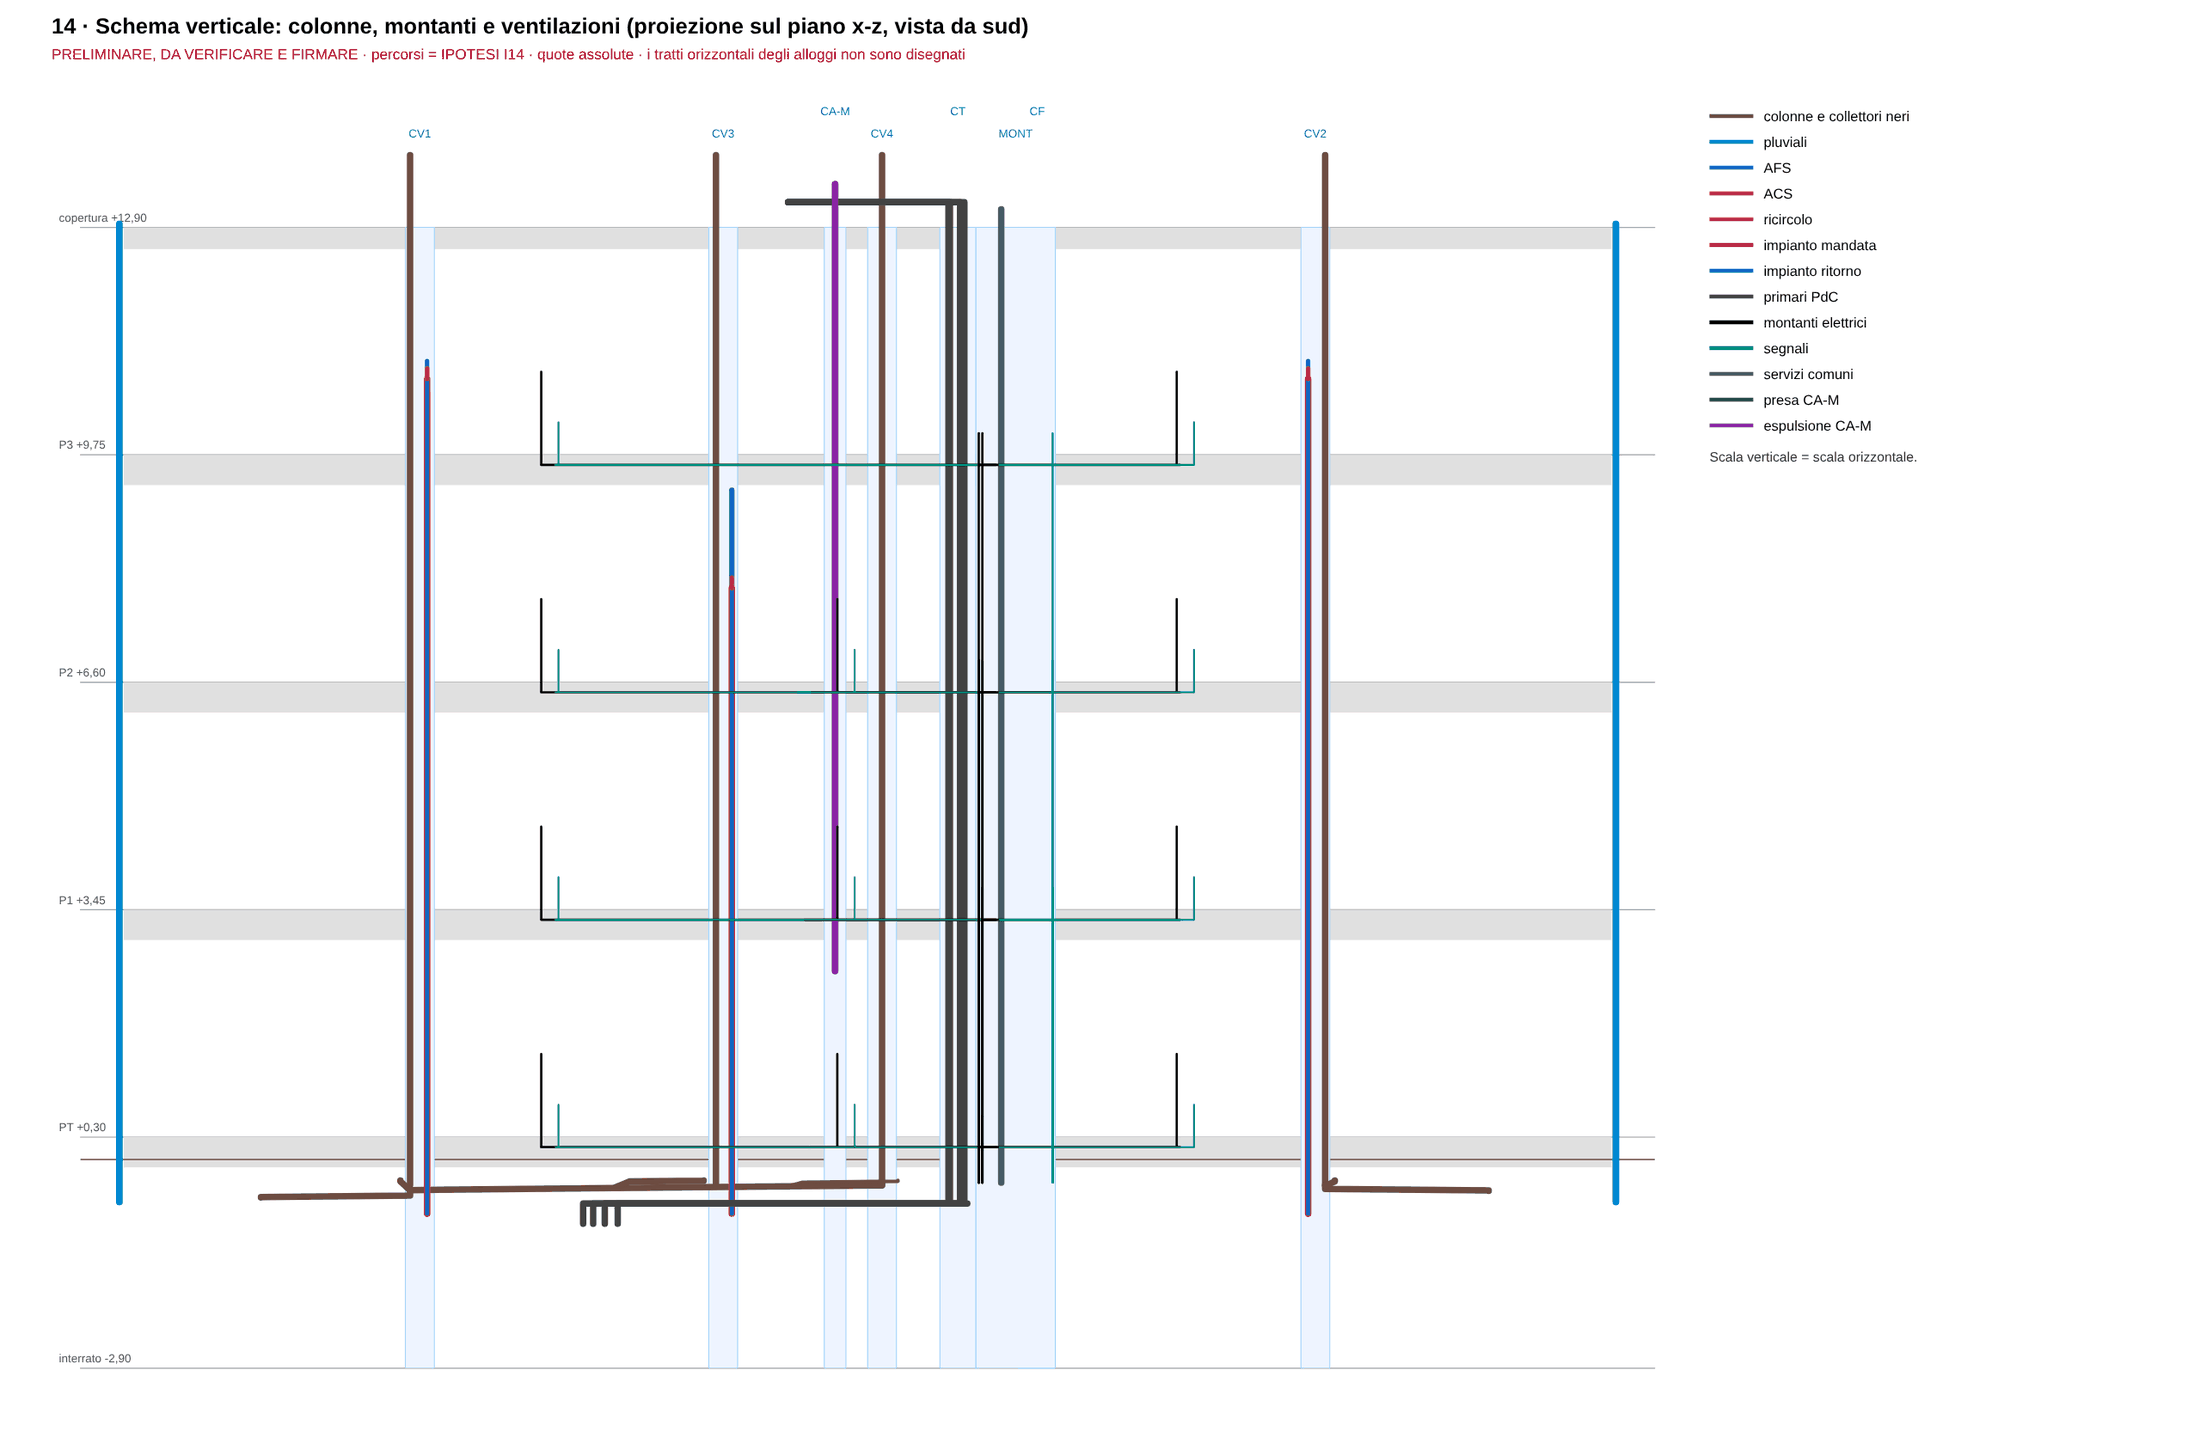 14 · Schema verticale: colonne, montanti e ventilazioni (proiezione sul piano x-z, vista da sud)
PRELIMINARE, DA VERIFICARE E FIRMARE · percorsi = IPOTESI I14 · quote assolute · i tratti orizzontali degli alloggi non sono disegnati
CA-M
CT
CF
CV1
CV3
CV4
MONT
CV2
copertura +12,90
P3 +9,75
P2 +6,60
P1 +3,45
PT +0,30
interrato -2,90
colonne e collettori neri
pluviali
AFS
ACS
ricircolo
impianto mandata
impianto ritorno
primari PdC
montanti elettrici
segnali
servizi comuni
presa CA-M
espulsione CA-M
Scala verticale = scala orizzontale.